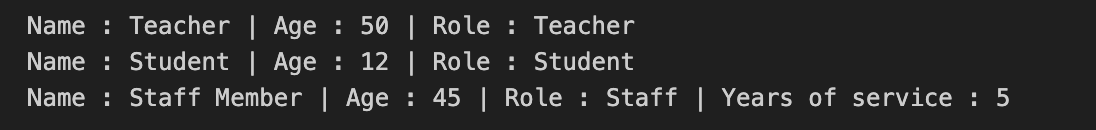 Name : Teacher | Age : 50 | Role : Teacher
Name : Student | Age : 12 | Role : Student
Name : Staff Member | Age : 45 | Role : Staff | Years of service : 5